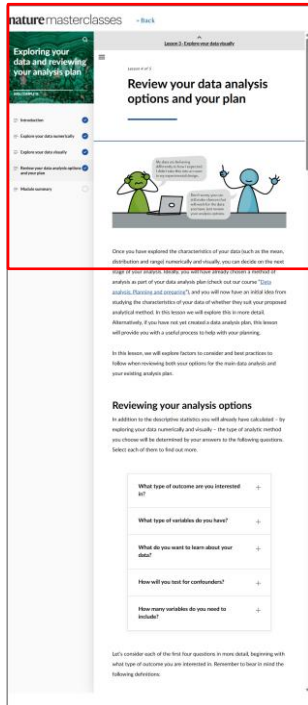 nature masterclasses
‹ Back
Exploring your
data and reviewing
your analysis plan
Introduction
Explore your data numerically
Explore your data visually
Review your data analysis options
and your plan
Module summary
Lesson 3 - Explore your data visually
Lesson 4 of 5
Review your data analysis
options and your plan
Once you have explored the characteristics of your data (such as the mean,
distribution and range) numerically and visually, you can decide on the next
stage of your analysis. Ideally, you will have already chosen a method of
analysis as part of your data analysis plan (check out our course "Data
analysis: Planning and preparing"), and you will now have an initial idea from
studying the characteristics of your data of whether they suit your proposed
analytical method. In this lesson we will explore this in more detail.
Alternatively, if you have not yet created a data analysis plan, this lesson
will provide you with a useful process to help with your planning.
In this lesson, we will explore factors to consider and best practices to
follow when reviewing both your options for the main data analysis and
your existing analysis plan.
Reviewing your analysis options
In addition to the descriptive statistics you will already have calculated – by
exploring your data numerically and visually – the type of analytic method
you choose will be determined by your answers to the following questions.
Select each of them to find out more.
What type of outcome are you interested
in?
What type of variables do you have?
What do you want to learn about your
data?
How will you test for confounders?
How many variables do you need to
include?
Let's consider each of the first four questions in more detail, beginning with
what type of outcome you are interested in. Remember to bear in mind the
following definitions: